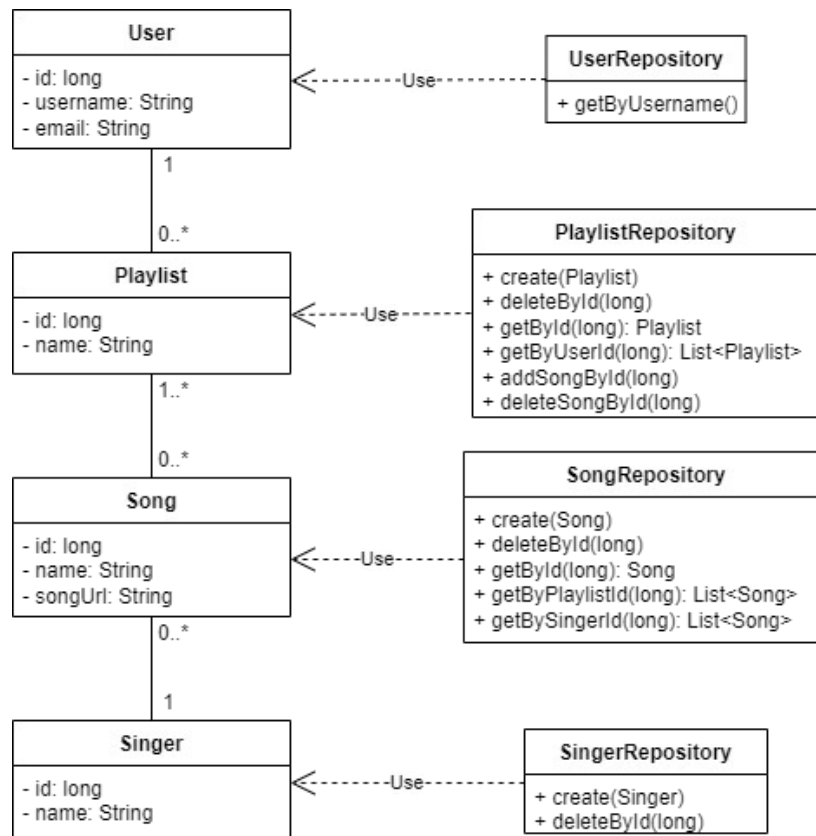 User
- id: long
- username: String
- email: String
Use
UserRepository
+ getByUsername()
1
0..*
Playlist
- id: long
- name: String
Use
PlaylistRepository
+ create(Playlist)
+ deleteById(long)
+ getById(long): Playlist
+ getByUserId(long): List<Playlist>
+ addSongById(long)
+ deleteSongById(long)
1..*
0..*
Song
- id: long
- name: String
- songUrl: String
Use
SongRepository
+ create(Song)
+ deleteById(long)
+ getById(long): Song
+ getByPlaylistId(long): List<Song>
+ getBySingerId(long): List<Song>
0..*
1
Singer
- id: long
- name: String
Use
SingerRepository
+ create(Singer)
+ deleteById(long)